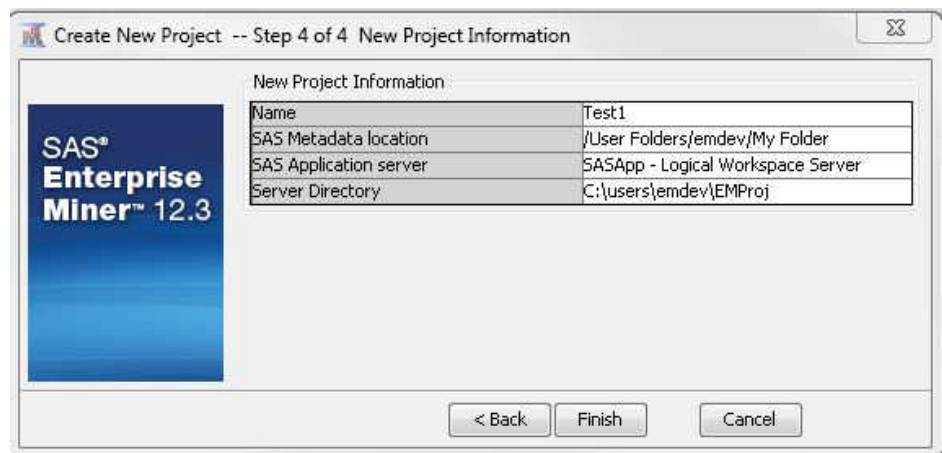 Create New Project -- Step 4 of 4 New Project Information
SAS®
Enterprise
Miner™ 12.3
New Project Information
Name Test1
SAS Metadata location /User Folders/emdev/My Folder
SAS Application server SASApp - Logical Workspace Server
Server Directory C:\users\emdev\EMProj
< Back Finish Cancel